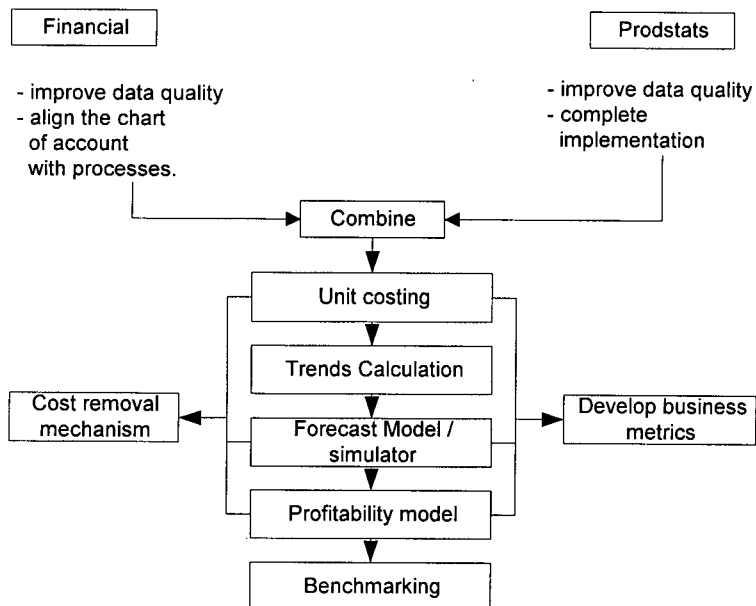 Financial
Prodstats
- improve data quality
- align the chart
of account
with processes.
- improve data quality
- complete
implementation
Combine
Unit costing
Trends Calculation
Cost removal
mechanism
Forecast Model /
simulator
Develop business
metrics
Profitability model
Benchmarking